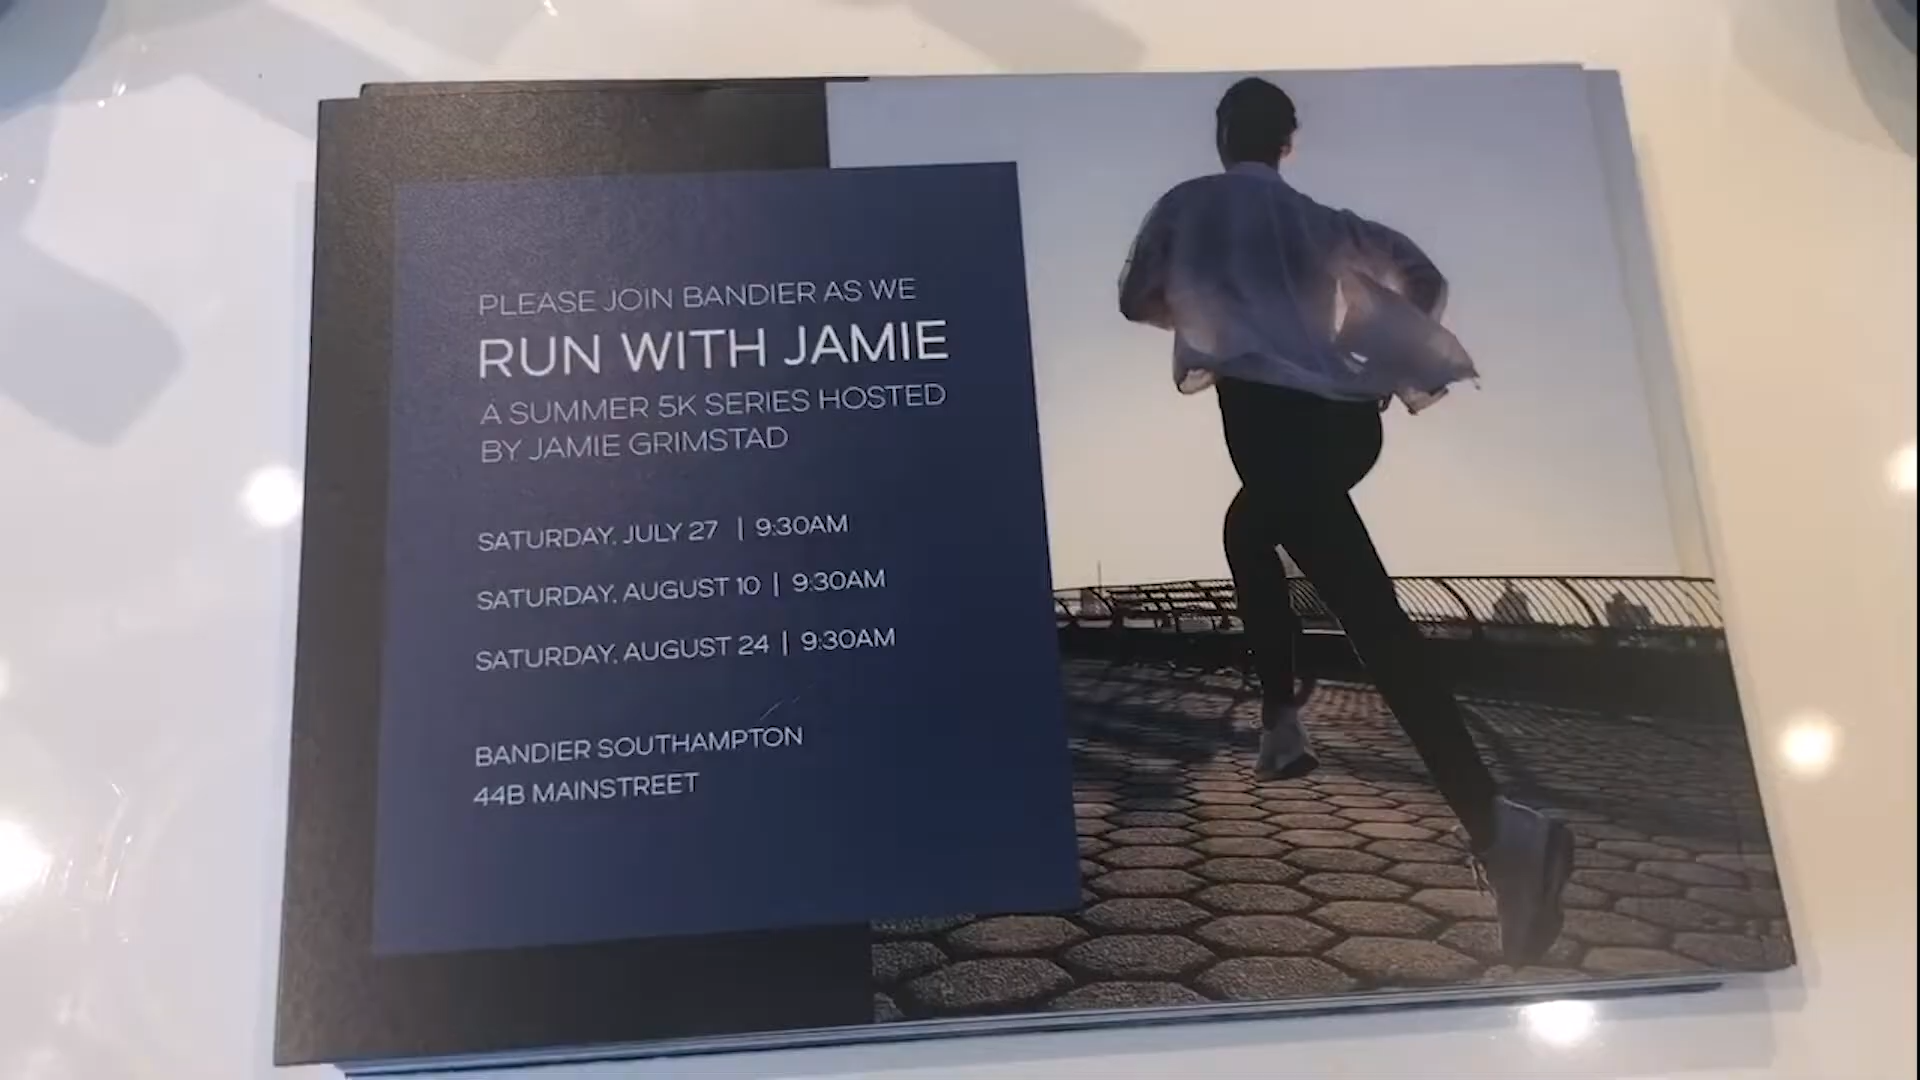 PLEASE JOIN BANDIER AS WE
RUN WITH JAMIE
A SUMMER 5K SERIES HOSTED
BY JAMIE GRIMSTAD
SATURDAY, JULY 27 | 9:30AM
SATURDAY, AUGUST 10 | 9:30AM
SATURDAY, AUGUST 24 | 9:30AM
BANDIER SOUTHAMPTON
44B MAINSTREET